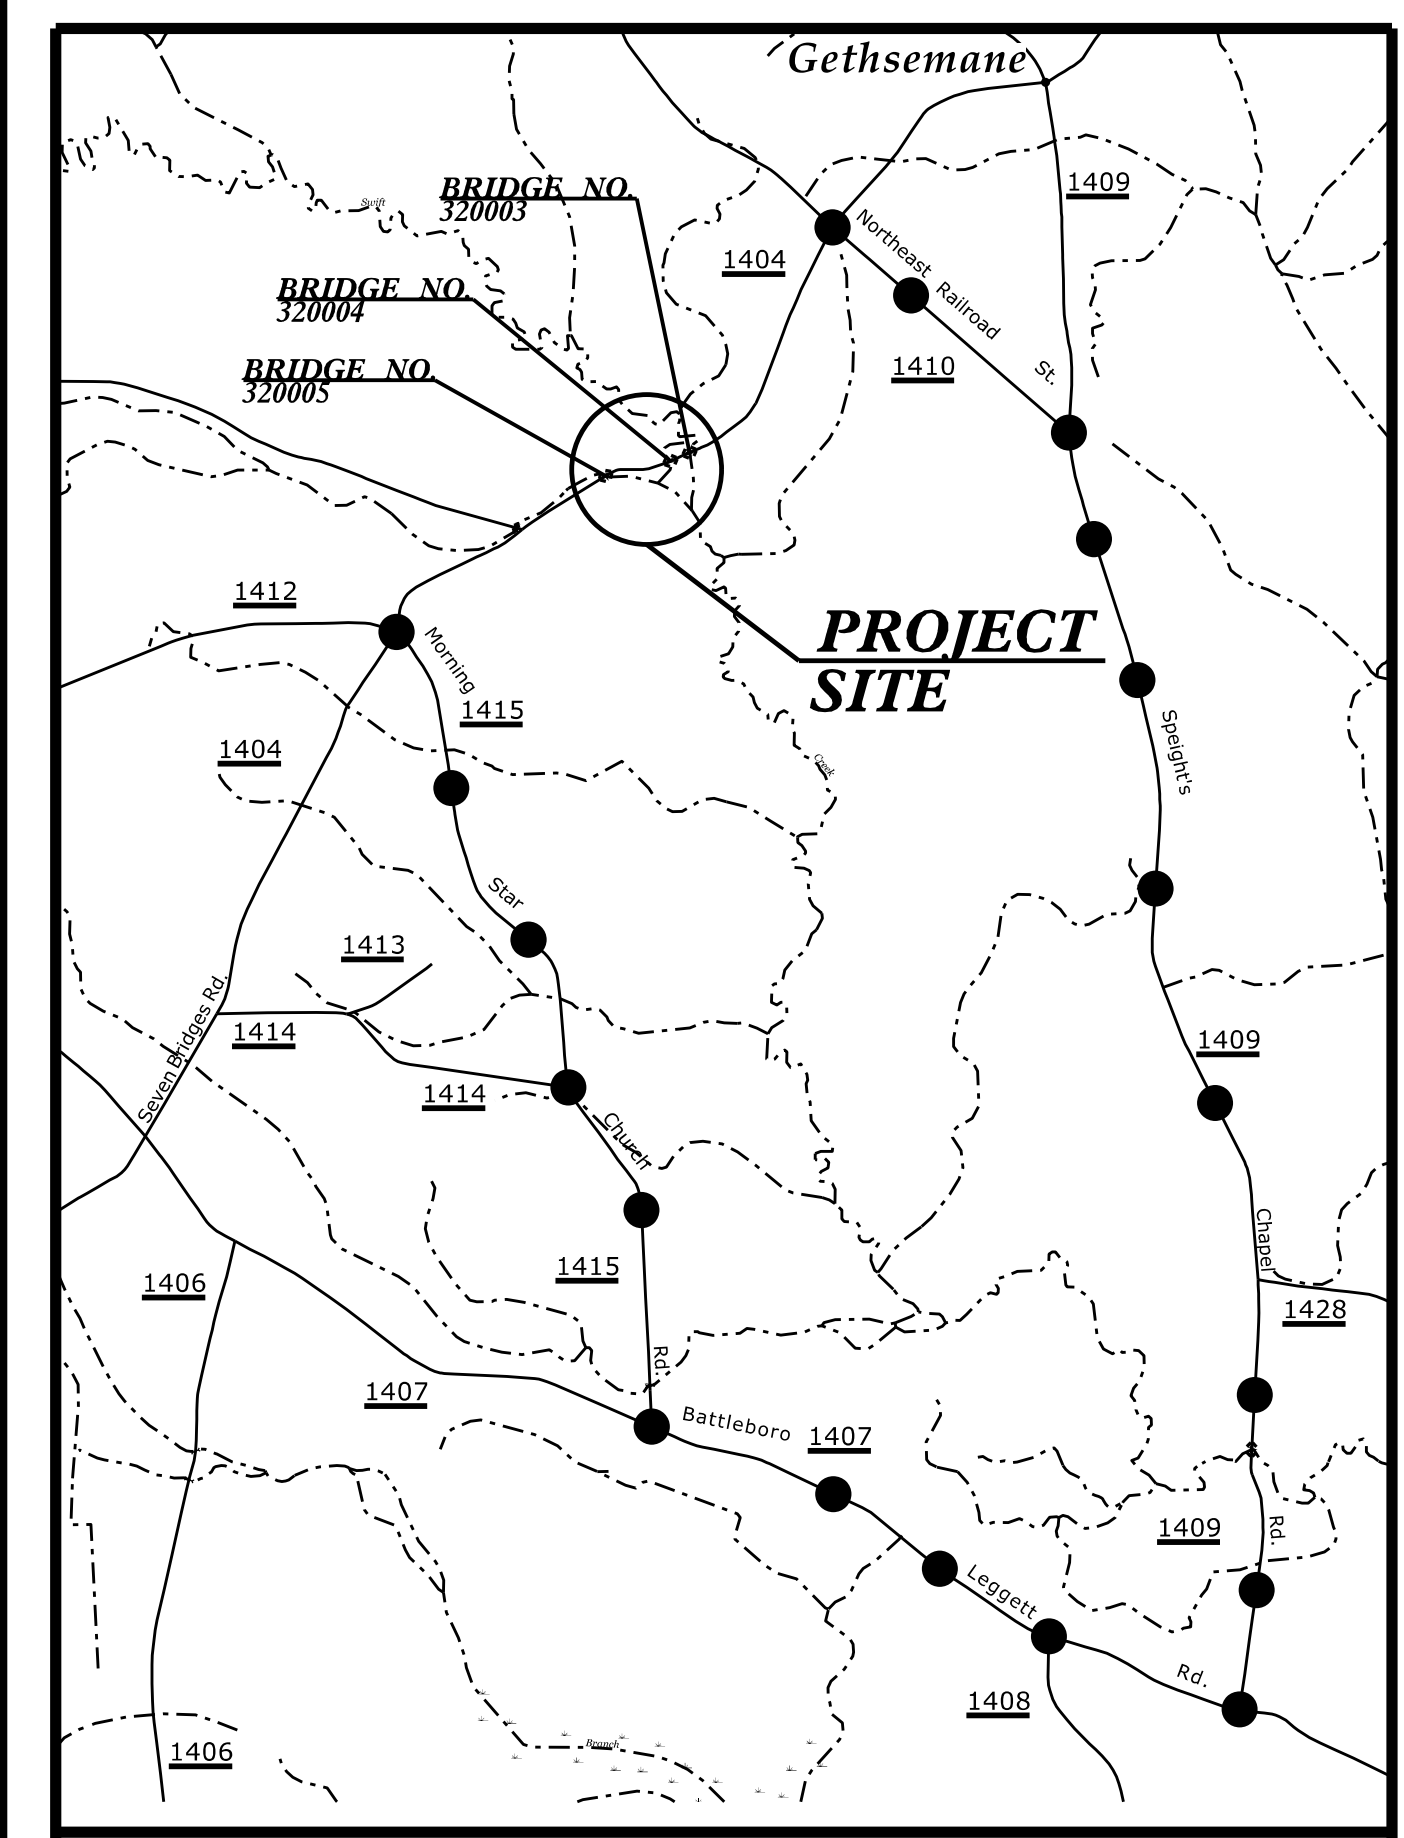 Gethsemane
1409
BRIDGE NO.
320003
Swift
1404
Northeast Railroad St.
BRIDGE NO.
320004
1410
BRIDGE NO.
320005
1412
Morning
PROJECT
SITE
1415
1404
Speight's
Creek
Star
1413
Seven Bridges Rd.
1414
1409
1414
Church
Chapel
1415
1406
1428
Rd.
1407
Battleboro
1407
1409
Rd.
Leggett
Rd.
1408
1406
Branch